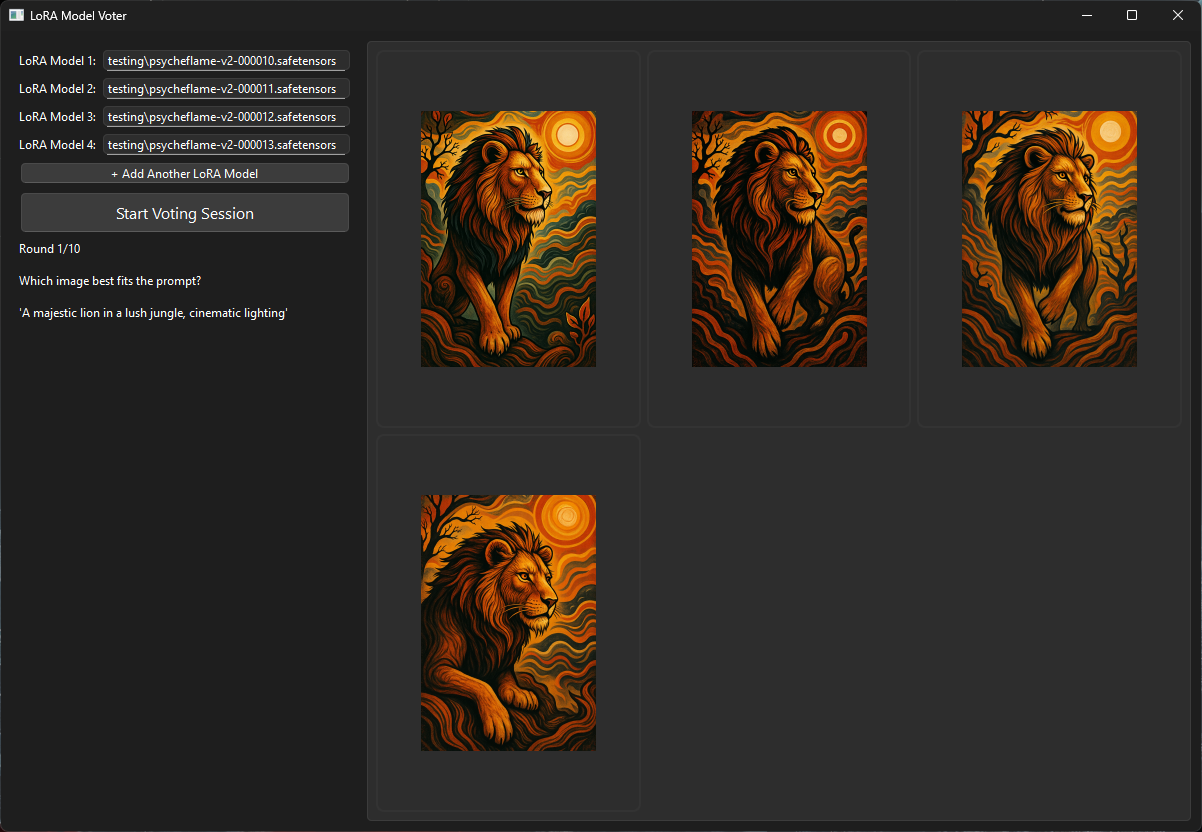 LoRA Model Voter
LoRA Model 1: testing\psycheflame-v2-000010.safetensors
LoRA Model 2: testing\psycheflame-v2-000011.safetensors
LoRA Model 3: testing\psycheflame-v2-000012.safetensors
LoRA Model 4: testing\psycheflame-v2-000013.safetensors
+ Add Another LoRA Model
Start Voting Session
Round 1/10
Which image best fits the prompt?
'A majestic lion in a lush jungle, cinematic lighting'